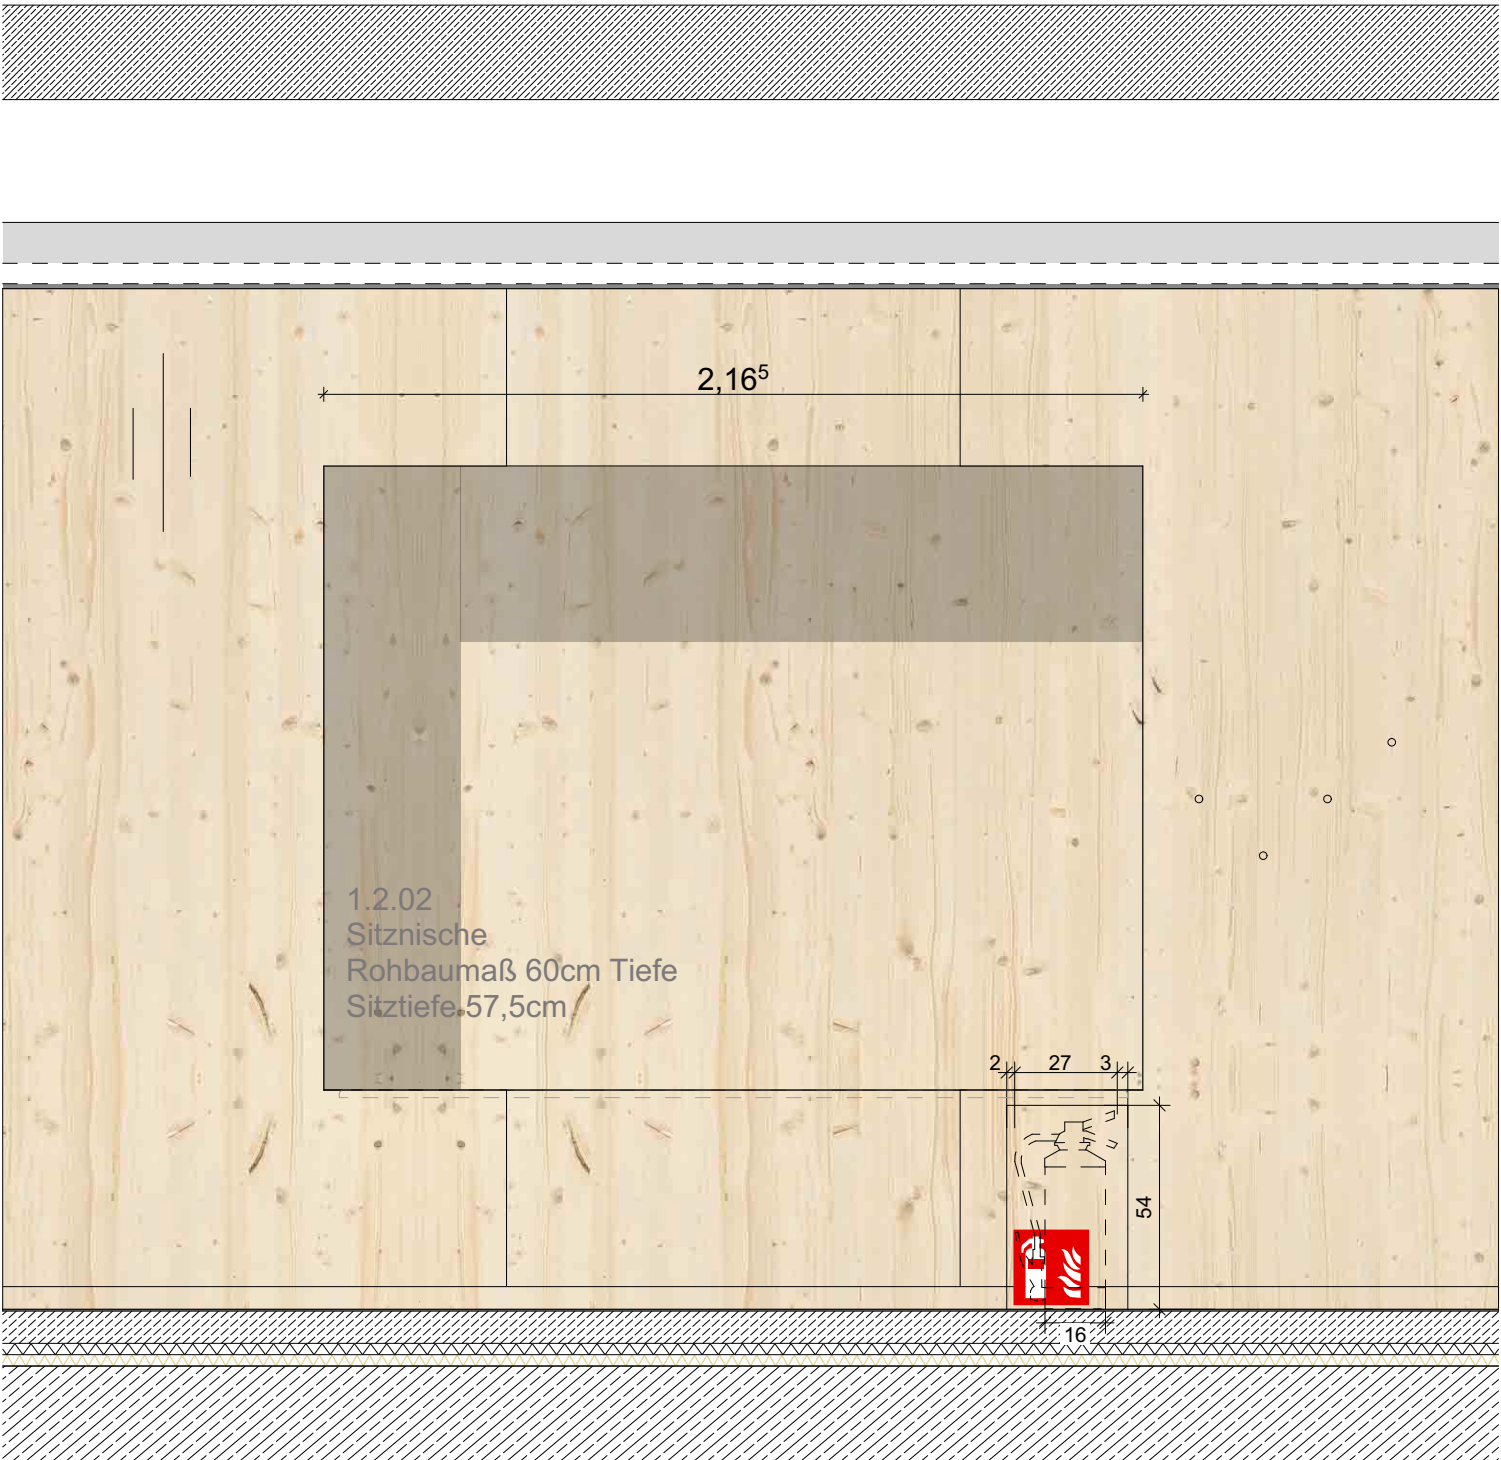 2,16⁵
1.2.02
Sitznische
Rohbaumaß 60cm Tiefe
Sitztiefe 57,5cm
2 27 3
54
16